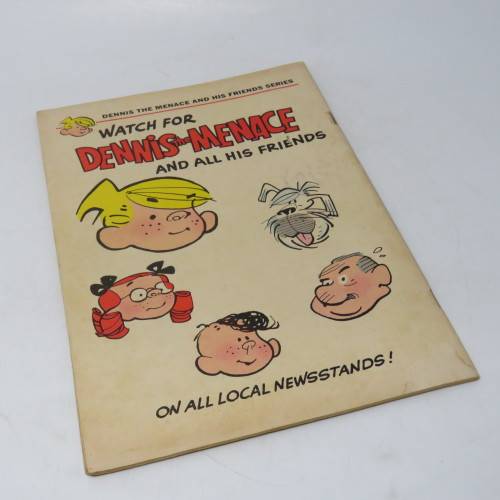 DENNIS THE MENACE AND HIS FRIENDS SERIES
WATCH FOR
DENNIS THE MENACE
AND ALL HIS FRIENDS
ON ALL LOCAL NEWSSTANDS!